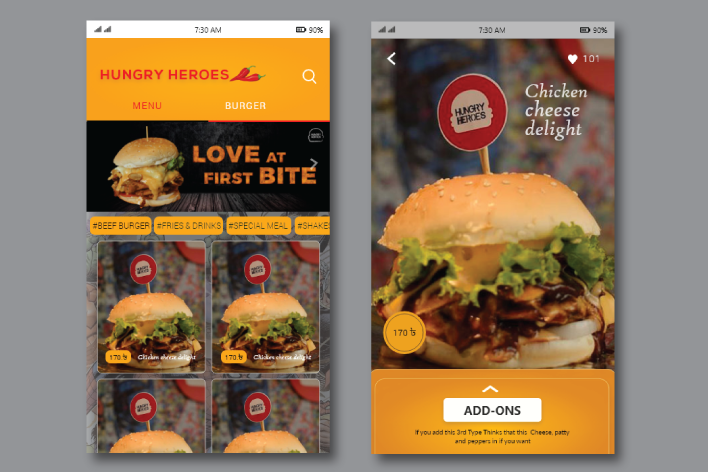 7:30 AM
90%
HUNGRY HEROES
MENU
BURGER
LOVE AT
FIRST BITE
#BEEF BURGER
#FRIES & DRINKS
#SPECIAL MEAL
#SHAKES
HUNGRY
HEROES
170 ৳
Chicken cheese delight
HUNGRY
HEROES
170 ৳
Chicken cheese delight
HUNGRY
HEROES
HUNGRY
HEROES
7:30 AM
90%
101
Chicken
cheese
delight
HUNGRY
HEROES
170 ৳
ADD-ONS
If you add this 3rd Type Thinks that this Cheese, patty
and peppers in if you want